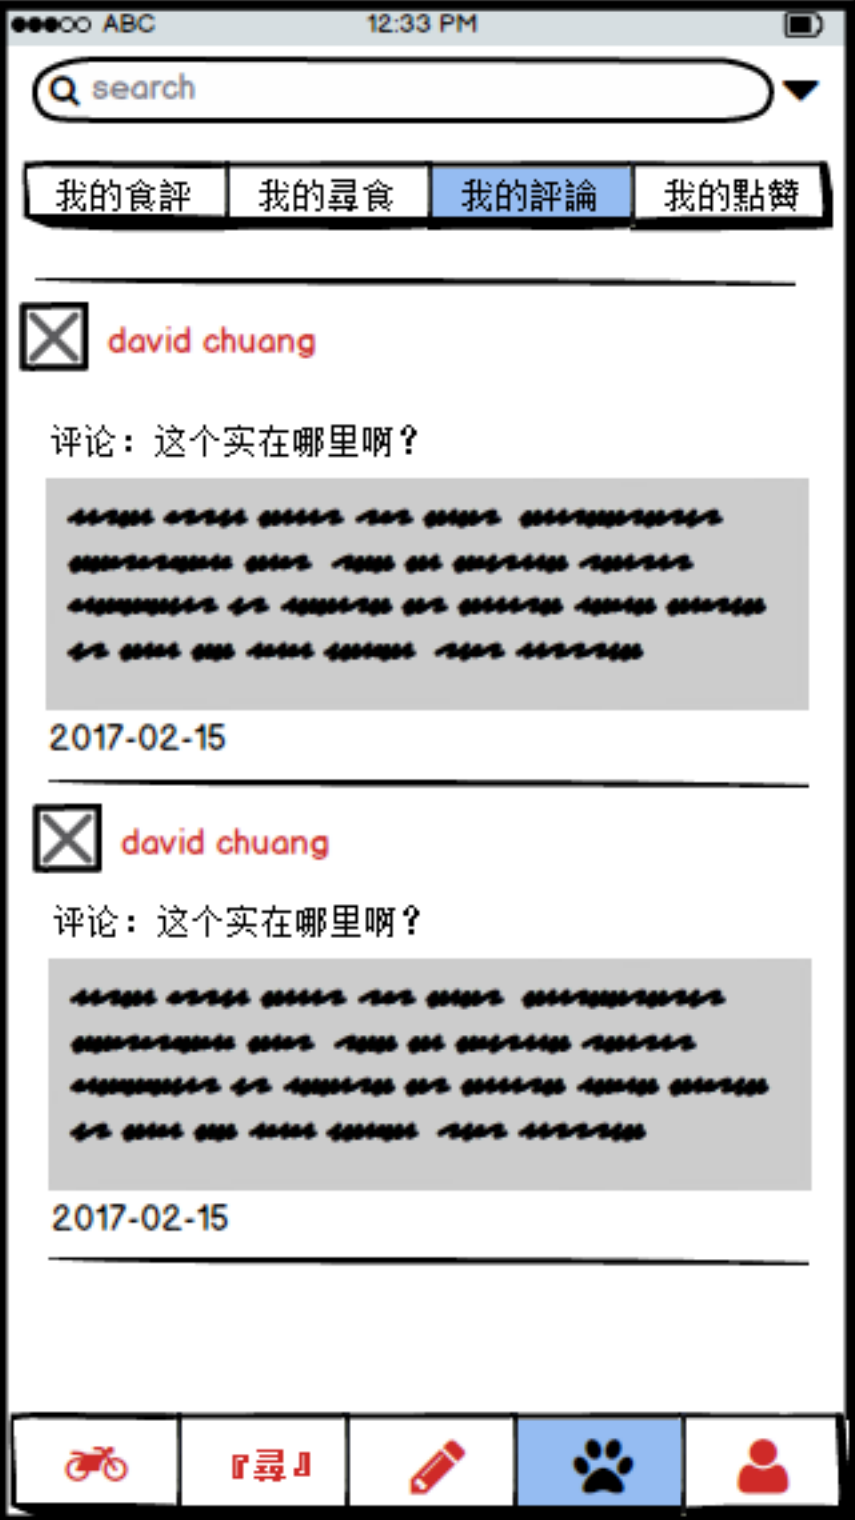 ABC 12:33 PM
search
我的食評 我的尋食 我的評論 我的點贊
david chuang
评论：这个实在哪里啊？
2017-02-15
david chuang
评论：这个实在哪里啊？
2017-02-15
『尋』